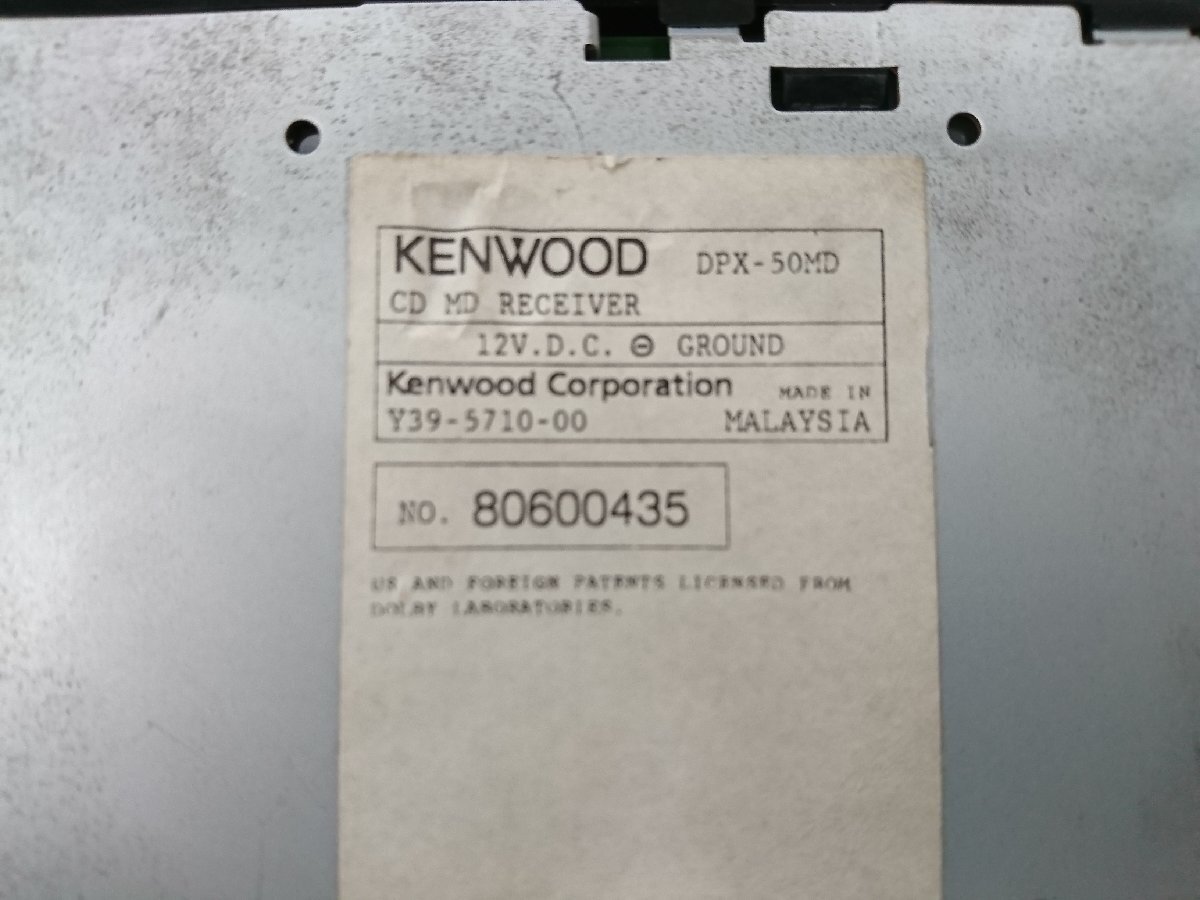 KENWOOD DPX-50MD
CD MD RECEIVER
12V.D.C. ⊖ GROUND
Kenwood Corporation MADE IN
Y39-5710-00 MALAYSIA
NO. 80600435
US AND FOREIGN PATENTS LICENSED FROM
DOLBY LABORATORIES.